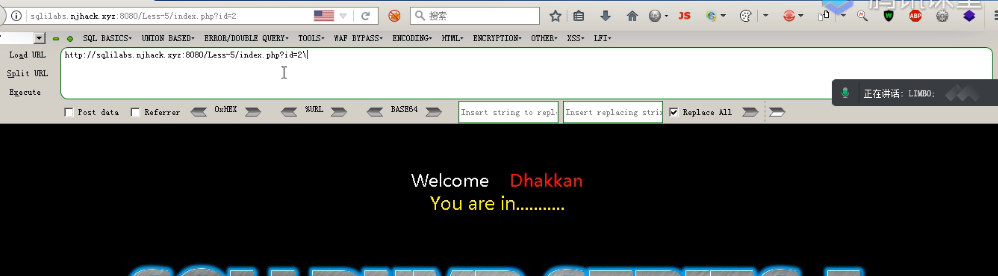 sqlilabs.njhack.xyz:8080/Less-5/index.php?id=2
搜索
JS
ABP
SQL BASICS▾ UNION BASED▾ ERROR/DOUBLE QUERY▾ TOOLS▾ WAF BYPASS▾ ENCODING▾ HTML▾ ENCRYPTION▾ OTHER▾ XSS▾ LFI▾
Load URL
http://sqlilabs.njhack.xyz:8080/Less-5/index.php?id=2\
Split URL
Execute
正在讲话: LIMBO;
Post data Referrer 0xHEX %URL BASE64 Insert string to repl Insert replacing stri Replace All
Welcome Dhakkan
You are in...........